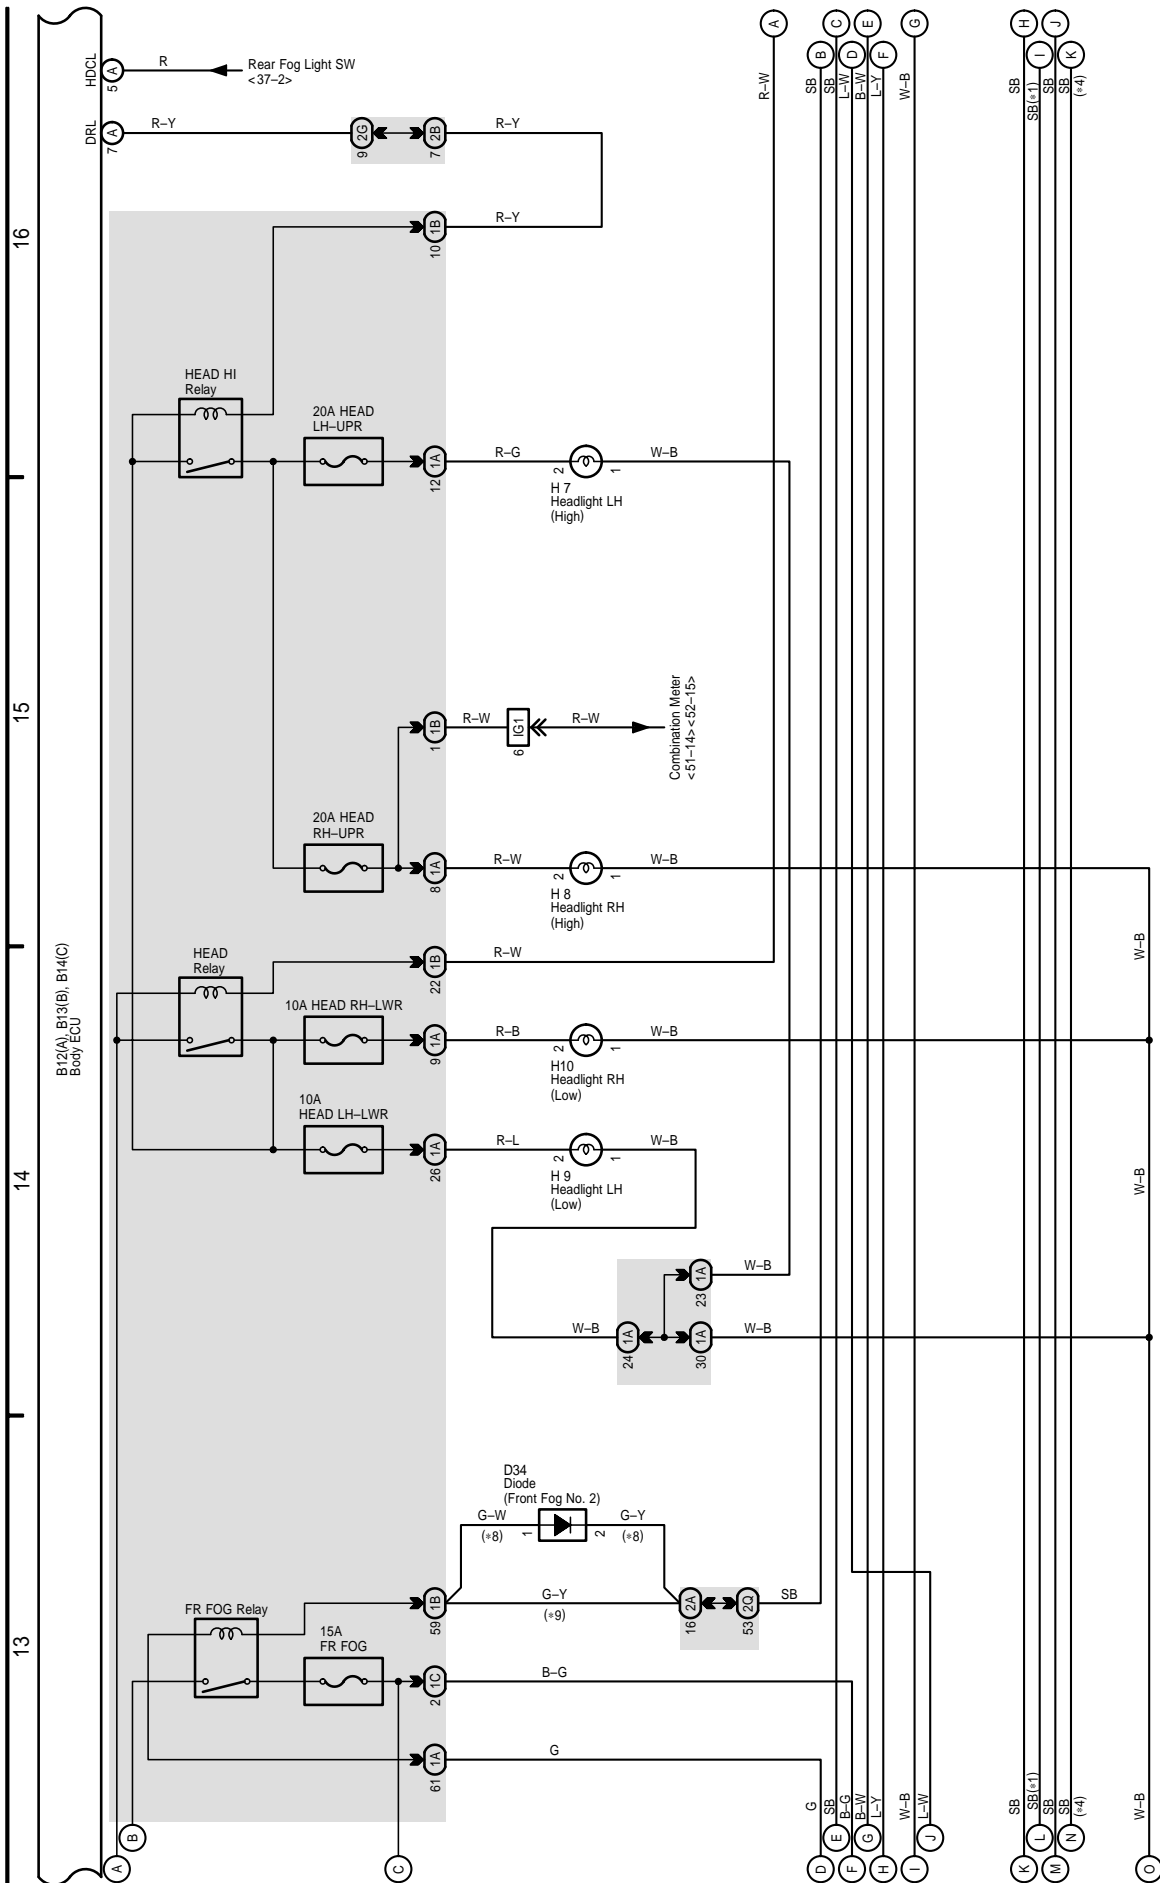 16
15
14
13
B12(A), B13(B), B14(C)
Body ECU
HDCL
5
A
R
Rear Fog Light SW
<37–2>
DRL
7
A
R–Y
9
2G
7
2B
R–Y
10
1B
R–Y
HEAD HI
Relay
20A HEAD
LH–UPR
12
1A
R–G
2
1
H 7
Headlight LH
(High)
W–B
1
1B
R–W
6
IG1
R–W
Combination Meter
<51–14><52–15>
20A HEAD
RH–UPR
8
1A
R–W
2
1
H 8
Headlight RH
(High)
W–B
HEAD
Relay
22
1B
R–W
10A HEAD RH–LWR
9
1A
R–B
2
1
H10
Headlight RH
(Low)
W–B
10A
HEAD LH–LWR
26
1A
R–L
2
1
H 9
Headlight LH
(Low)
W–B
W–B
24
1A
23
1A
W–B
30
1A
W–B
D34
Diode
(Front Fog No. 2)
G–W
(*8)
1
2
G–Y
(*8)
FR FOG Relay
59
1B
G–Y
(*9)
16
2A
53
2Q
SB
15A
FR FOG
2
1C
B–G
61
1A
G
A
B
C
A
R–W
B
SB
C
SB
D
L–W
E
B–W
F
L–Y
G
W–B
H
SB
I
SB(*1)
J
SB
K
SB
(*4)
W–B
W–B
G
D
SB
E
B–G
F
B–W
G
L–Y
H
W–B
I
L–W
J
SB
K
SB(*1)
L
SB
M
SB
(*4)
N
W–B
O